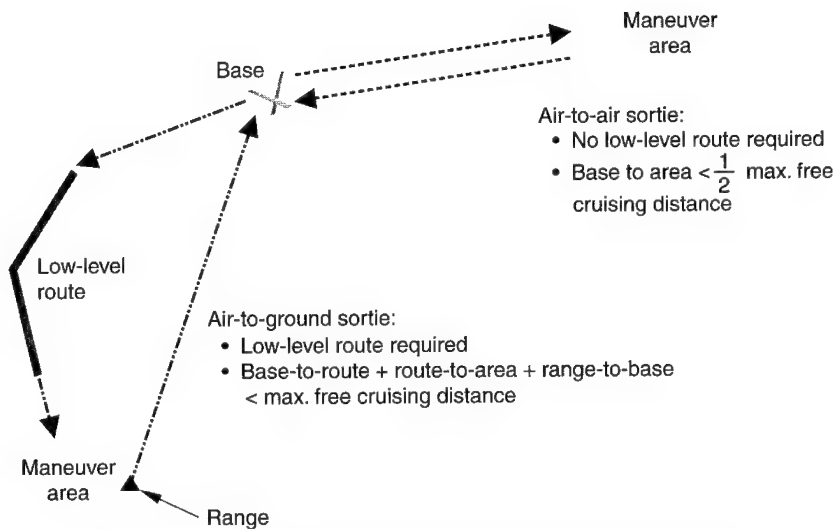 Maneuver
area
Base
Air-to-air sortie:
• No low-level route required
• Base to area < 1/2 max. free
cruising distance
Low-level
route
Air-to-ground sortie:
• Low-level route required
• Base-to-route + route-to-area + range-to-base
< max. free cruising distance
Maneuver
area
Range